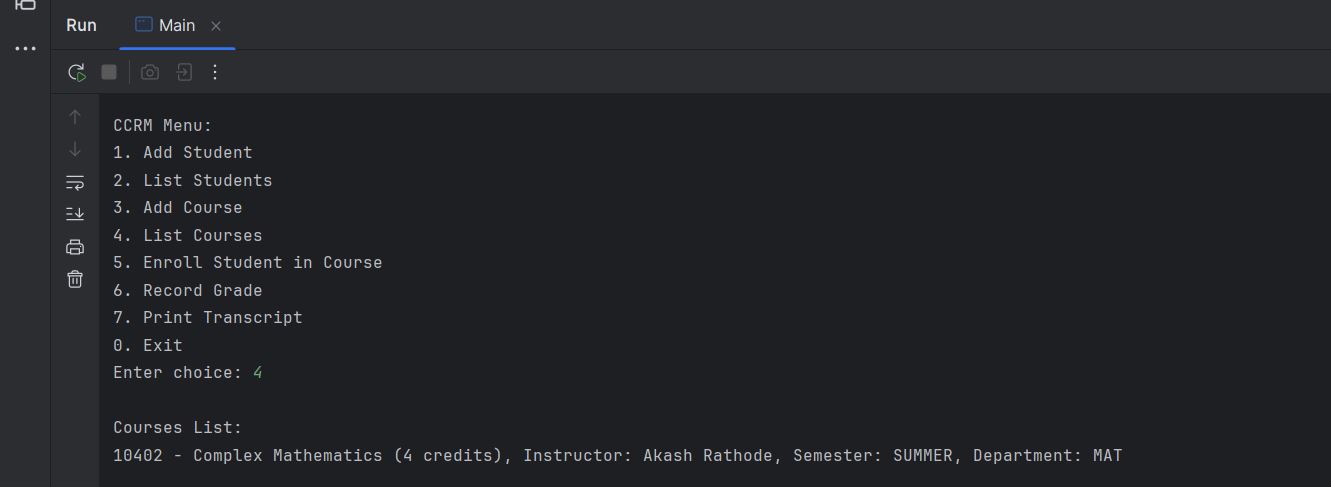 Run Main
CCRM Menu:
1. Add Student
2. List Students
3. Add Course
4. List Courses
5. Enroll Student in Course
6. Record Grade
7. Print Transcript
0. Exit
Enter choice: 4
Courses List:
10402 - Complex Mathematics (4 credits), Instructor: Akash Rathode, Semester: SUMMER, Department: MAT